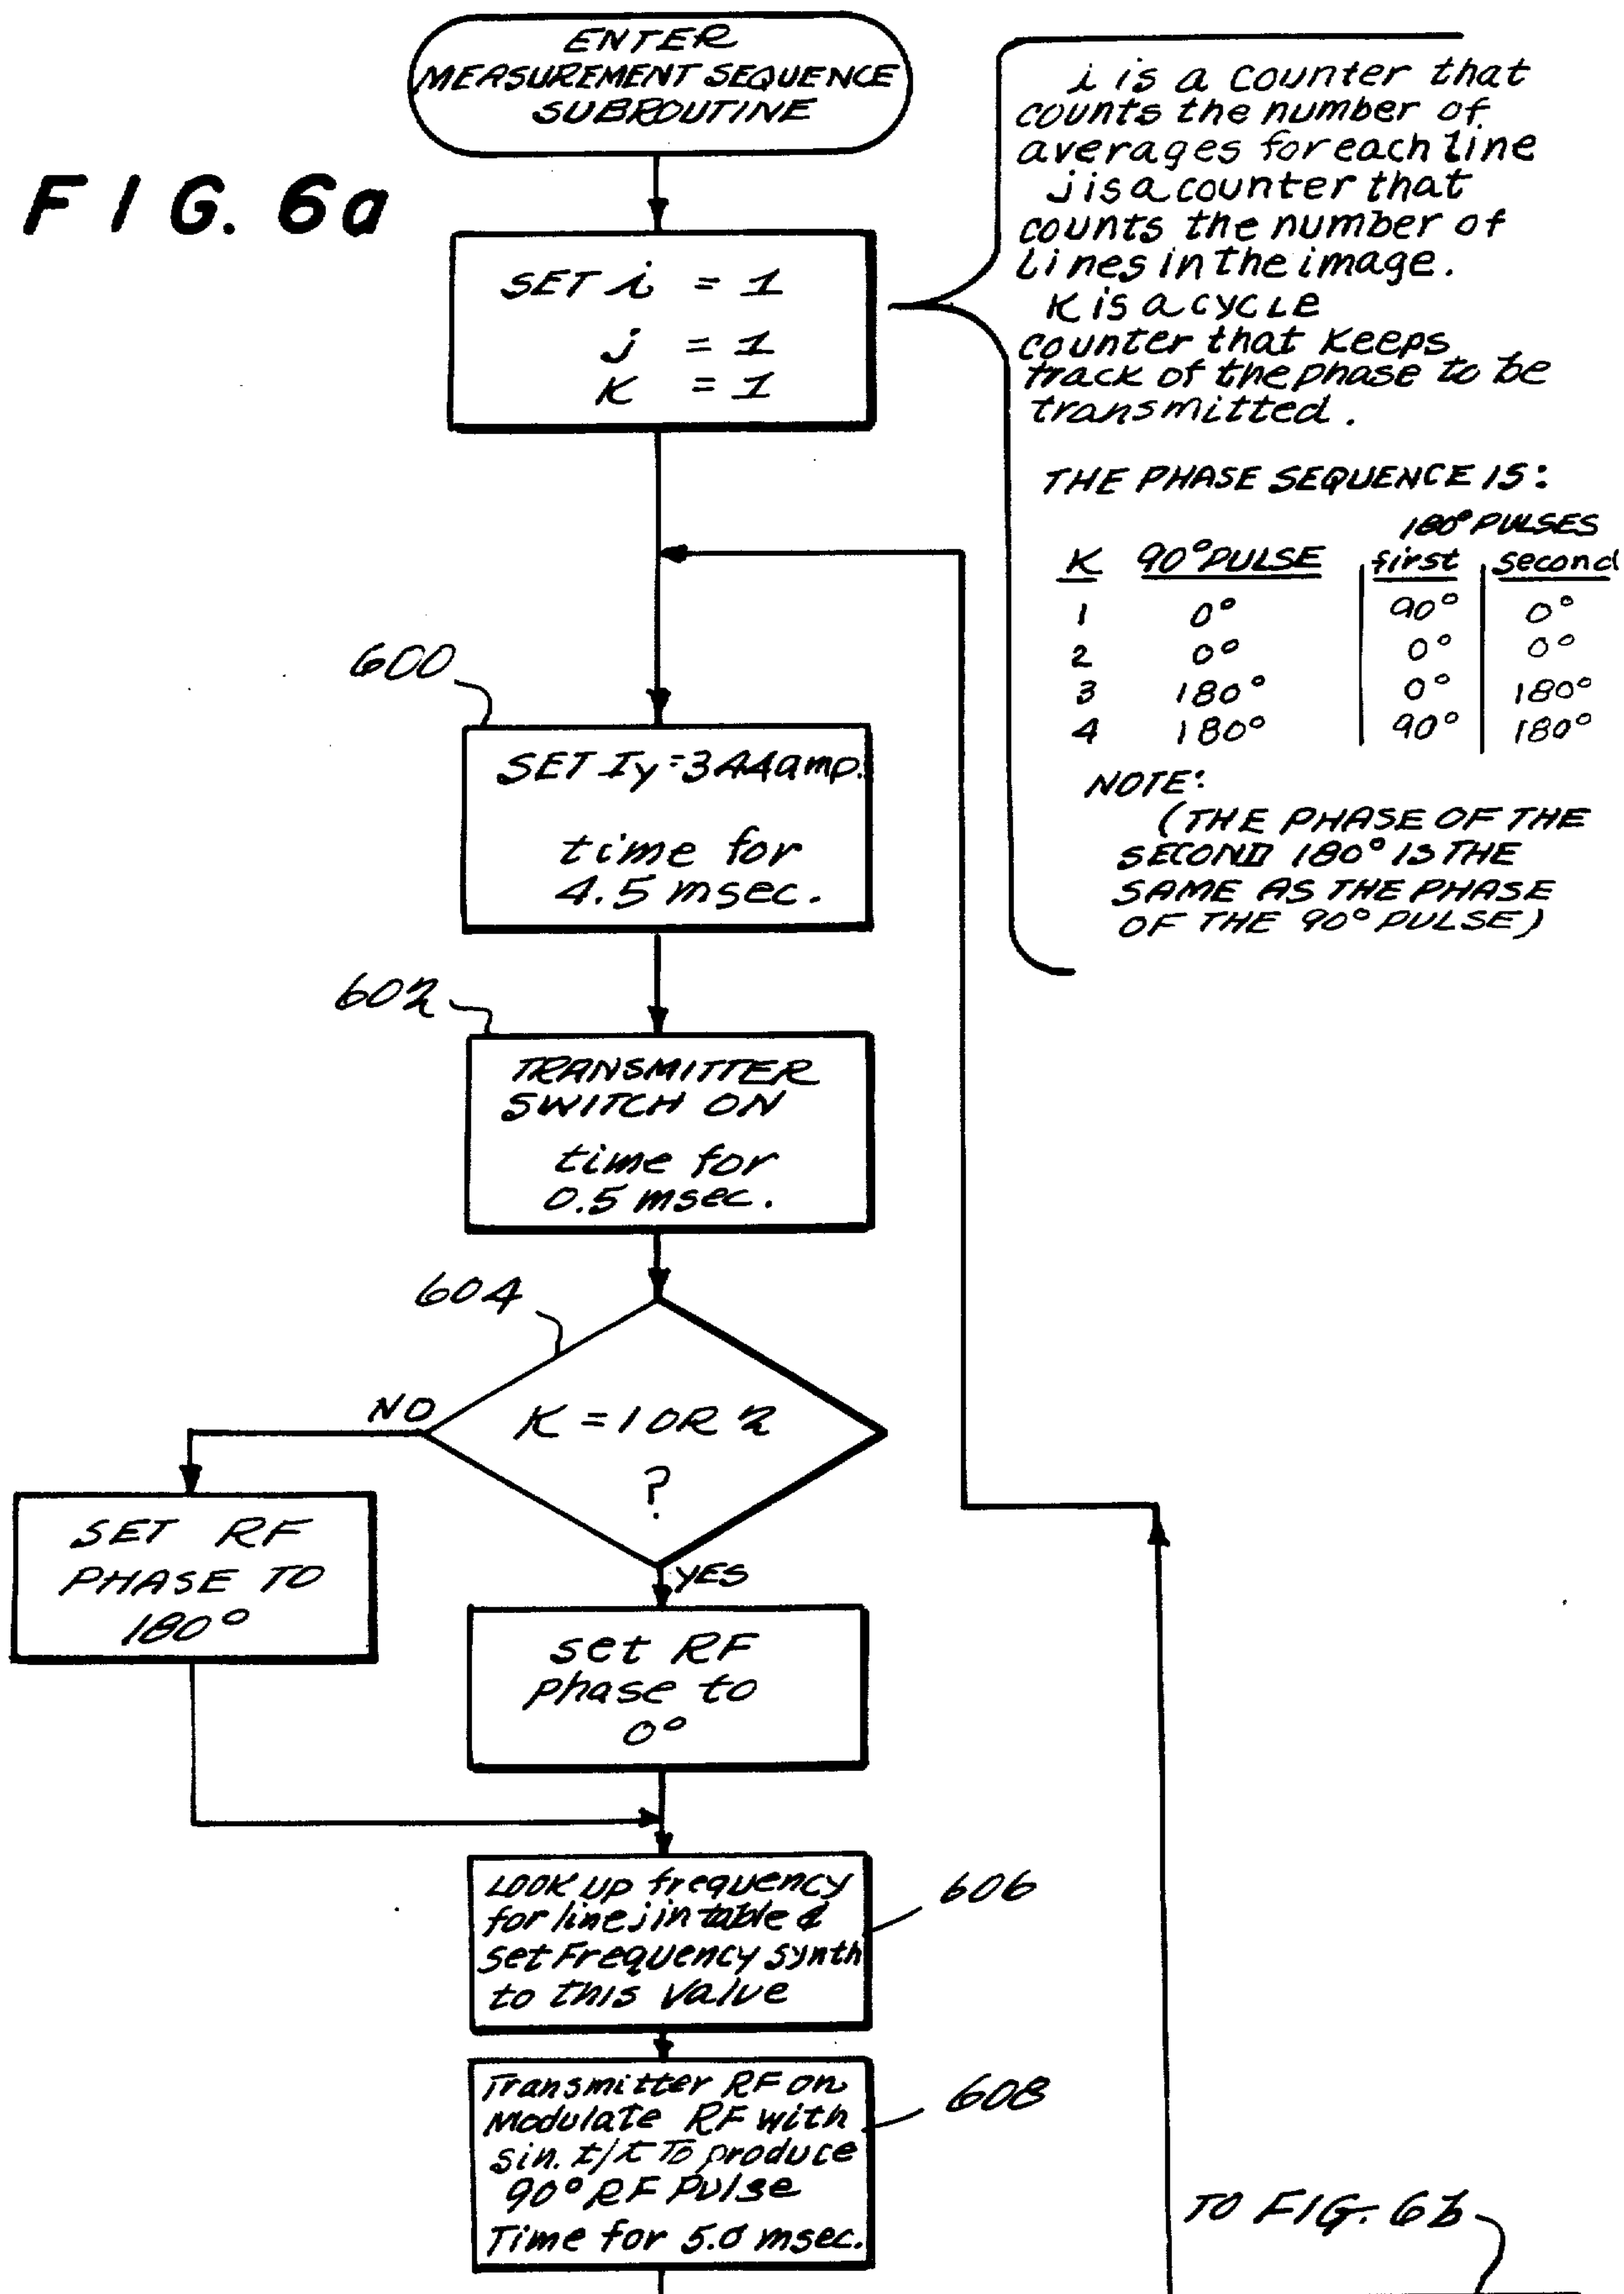 ENTER
MEASUREMENT SEQUENCE
SUBROUTINE
FIG. 6a
SET i = 1
j = 1
K = 1
i is a counter that
counts the number of
averages for each line
j is a counter that
counts the number of
lines in the image.
K is a cycle
counter that keeps
track of the phase to be
transmitted.
THE PHASE SEQUENCE IS:
180° PULSES
K 90° PULSE first second
1 0° 90° 0°
2 0° 0° 0°
3 180° 0° 180°
4 180° 90° 180°
NOTE:
(THE PHASE OF THE
SECOND 180° IS THE
SAME AS THE PHASE
OF THE 90° PULSE)
600
SET Iy = 344amp.
time for
4.5 msec.
602
TRANSMITTER
SWITCH ON
time for
0.5 msec.
604
K = 1 OR 2
?
NO
YES
SET RF
PHASE TO
180°
set RF
phase to
0°
606
LOOK up frequency
for line j in table &
set Frequency synth
to this value
608
Transmitter RF on
Modulate RF with
sin. t/t To produce
90° RF Pulse
Time for 5.0 msec.
TO FIG. 6b